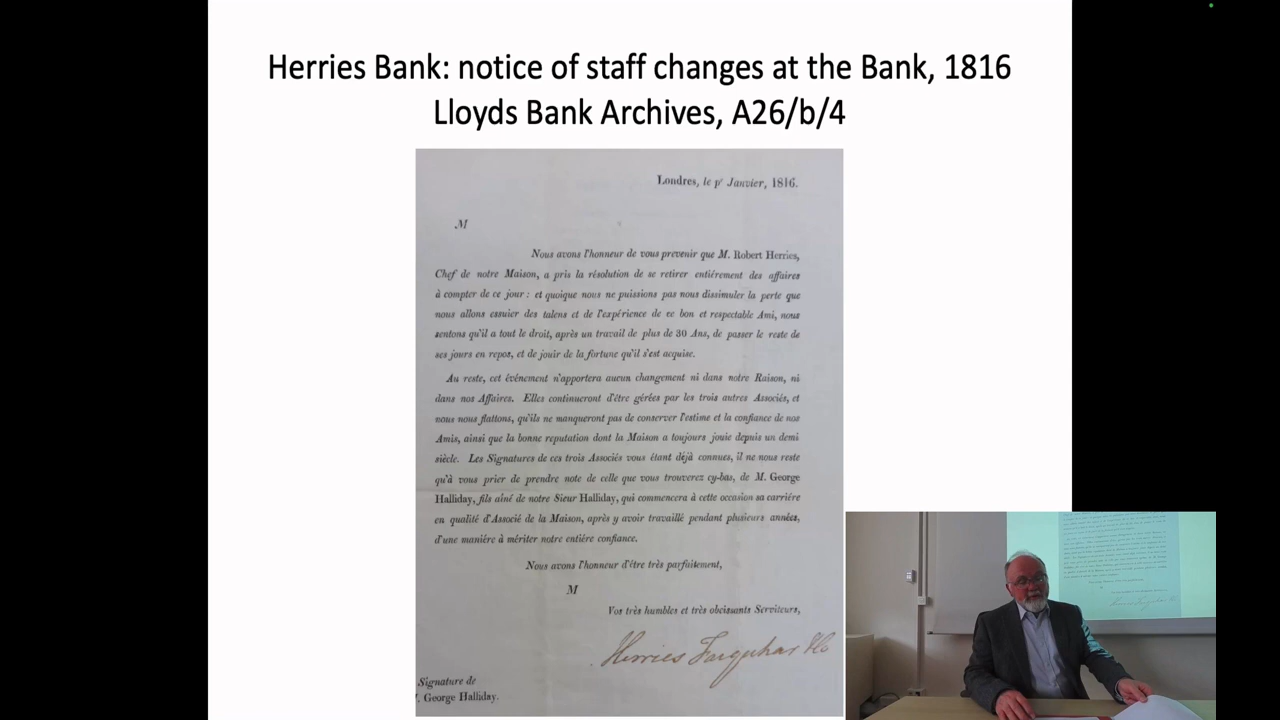 Herries Bank: notice of staff changes at the Bank, 1816
Lloyds Bank Archives, A26/b/4
Londres, le pr Janvier, 1816.
M
Nous avons l'honneur de vous prevenir que M. Robert Herries,
Chef de notre Maison, a pris la résolution de se retirer entiérement des affaires
à compter de ce jour : et quoique nous ne puissions pas nous dissimuler la perte que
nous allons essuier des talens et de l'expérience de ce bon et respectable Ami, nous
sentons qu'il a tout le droit, après un travail de plus de 30 Ans, de passer le reste de
ses jours en repos, et de jouir de la fortune qu'il s'est acquise.
Au reste, cet événement n'apportera aucun changement ni dans notre Raison, ni
dans nos Affaires. Elles continueront d'être gérées par les trois autres Associés, et
nous nous flattons, qu'ils ne manqueront pas de conserver l'estime et la confiance de nos
Amis, ainsi que la bonne reputation dont la Maison a toujours jouie depuis un demi
siècle. Les Signatures de ces trois Associés vous étant déjà connues, il ne nous reste
qu'à vous prier de prendre note de celle que vous trouverez cy-bas, de M. George
Halliday, fils aîné de notre Sieur Halliday, qui commencera à cette occasion sa carriére
en qualité d'Associé de la Maison, après y avoir travaillé pendant plusieurs années,
d'une maniére à mériter notre entiére confiance.
Nous avons l'honneur d'être très parfaitement,
M
Vos très humbles et très obeissants Serviteurs,
Herries Farquhar & Co
Signature de
. George Halliday.